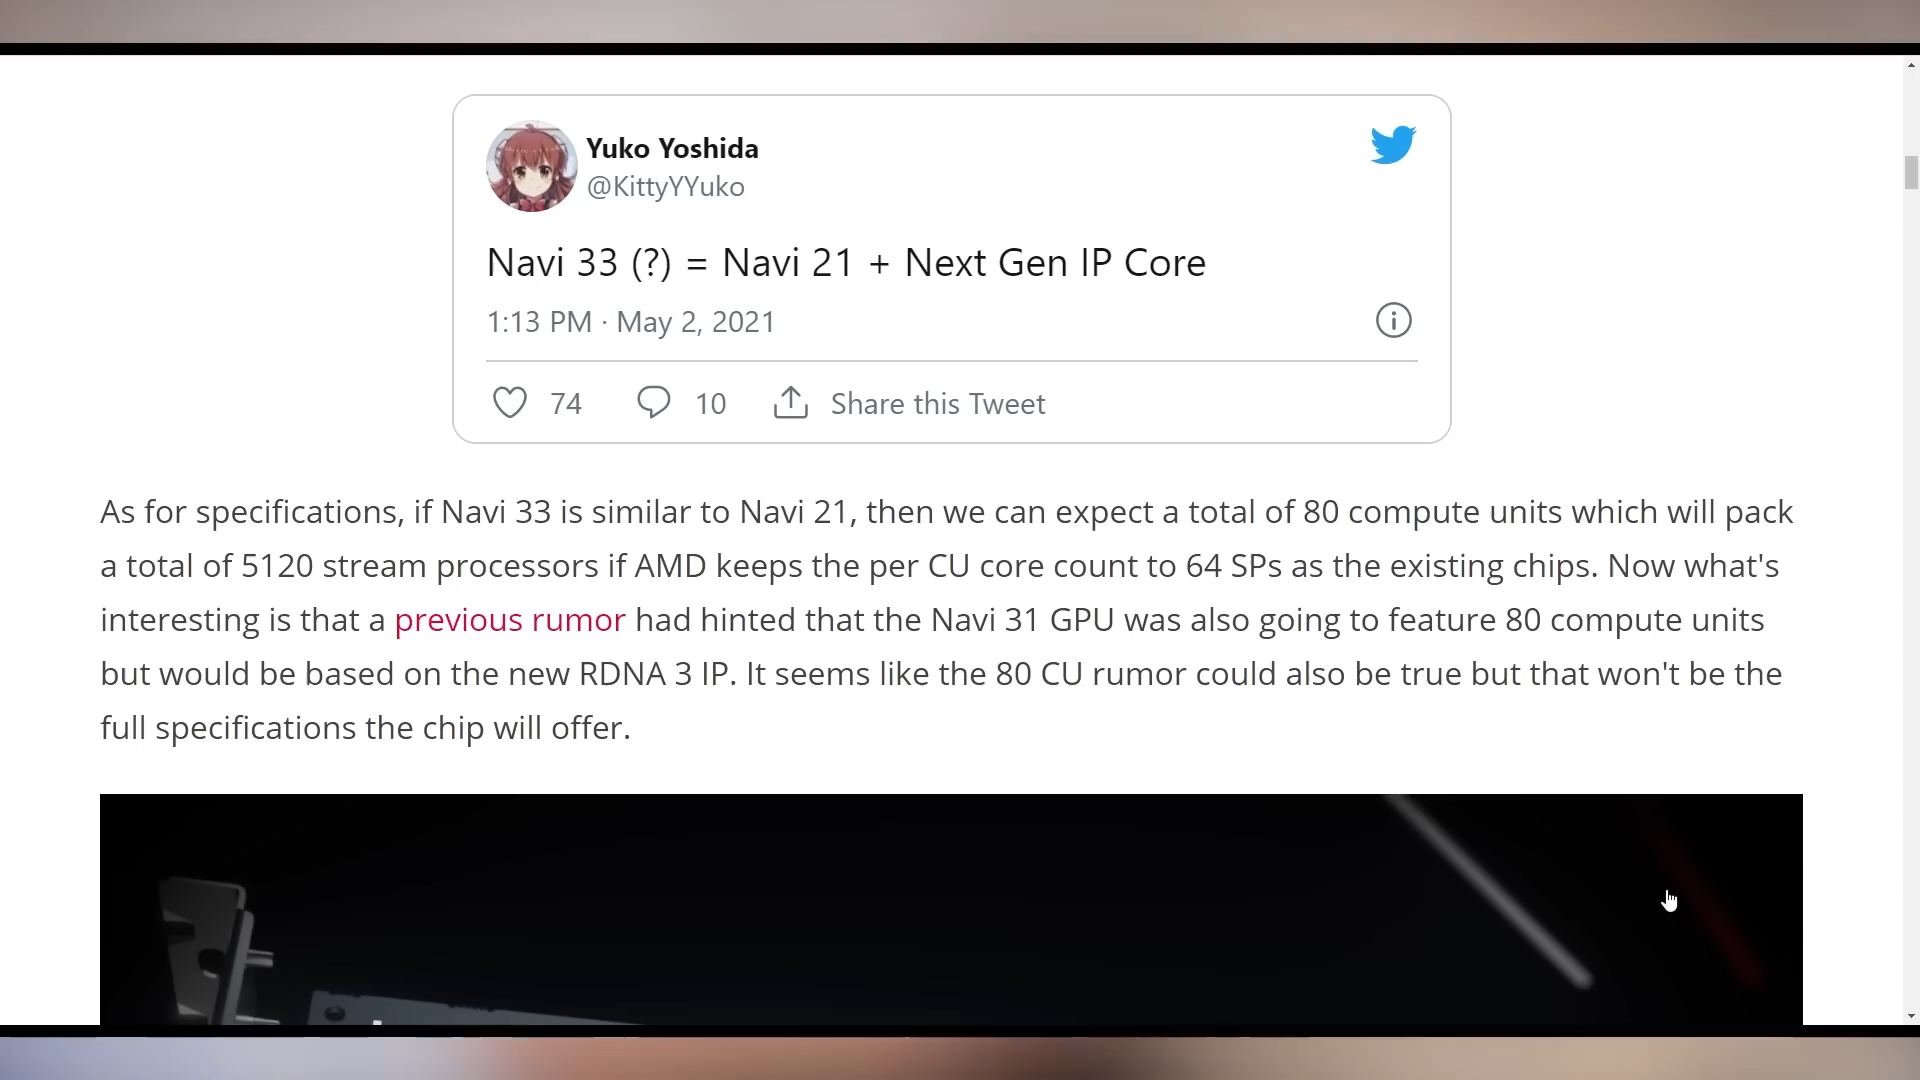 Yuko Yoshida
@KittyYYuko
Navi 33 (?) = Navi 21 + Next Gen IP Core
1:13 PM · May 2, 2021
74 10 Share this Tweet
As for specifications, if Navi 33 is similar to Navi 21, then we can expect a total of 80 compute units which will pack
a total of 5120 stream processors if AMD keeps the per CU core count to 64 SPs as the existing chips. Now what's
interesting is that a previous rumor had hinted that the Navi 31 GPU was also going to feature 80 compute units
but would be based on the new RDNA 3 IP. It seems like the 80 CU rumor could also be true but that won't be the
full specifications the chip will offer.